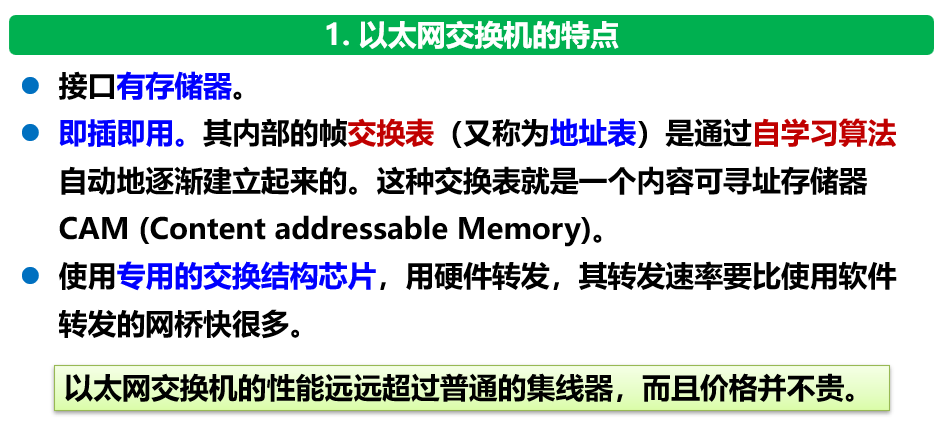 1. 以太网交换机的特点
接口有存储器。
即插即用。其内部的帧交换表（又称为地址表）是通过自学习算法
自动地逐渐建立起来的。这种交换表就是一个内容可寻址存储器
CAM (Content addressable Memory)。
使用专用的交换结构芯片，用硬件转发，其转发速率要比使用软件
转发的网桥快很多。
以太网交换机的性能远远超过普通的集线器，而且价格并不贵。